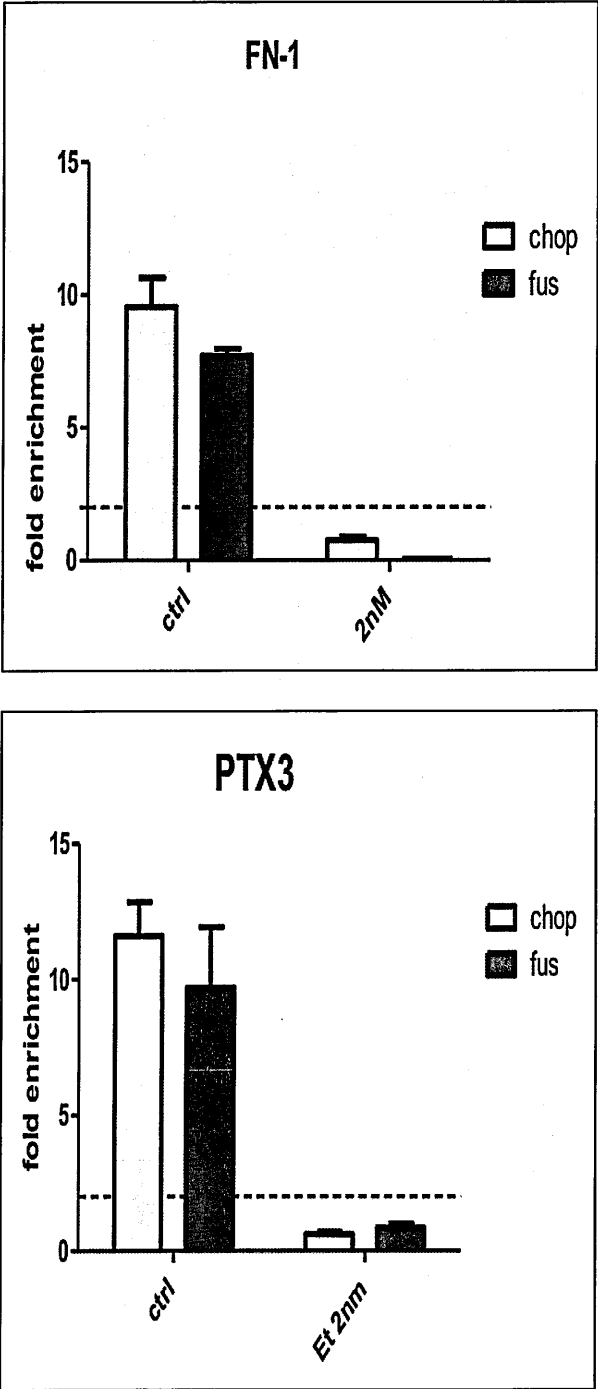 FN-1
15
10
5
0
fold enrichment
chop
fus
ctrl
2nM
PTX3
15
10
5
0
fold enrichment
chop
fus
ctrl
Et 2nm